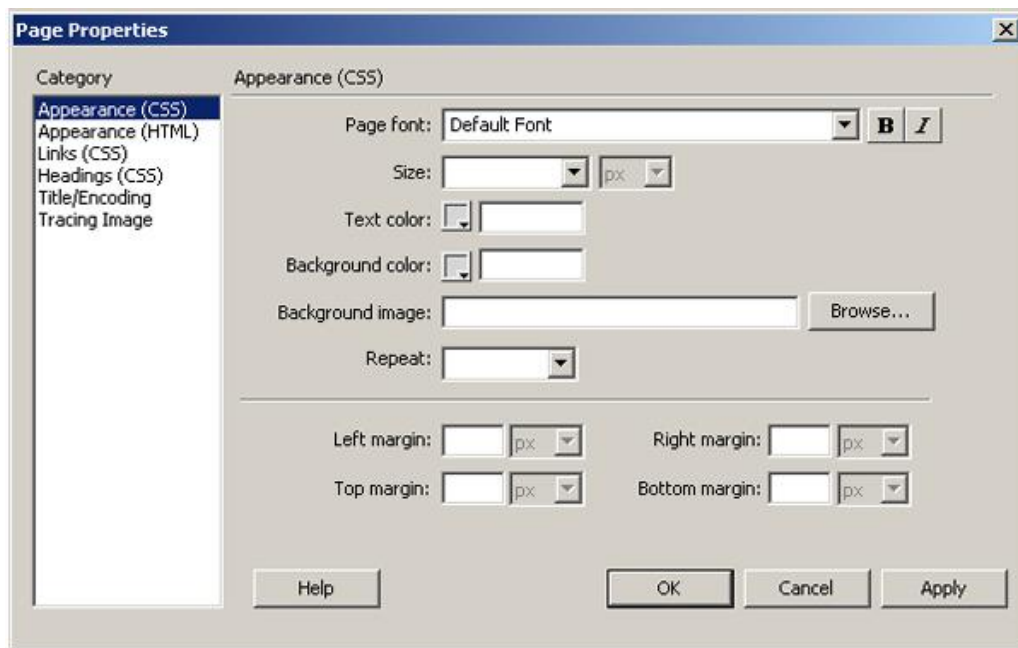 Page Properties
Category
Appearance (CSS)
Appearance (HTML)
Links (CSS)
Headings (CSS)
Title/Encoding
Tracing Image
Appearance (CSS)
Page font: Default Font B I
Size: px
Text color:
Background color:
Background image: Browse...
Repeat:
Left margin: px Right margin: px
Top margin: px Bottom margin: px
Help OK Cancel Apply